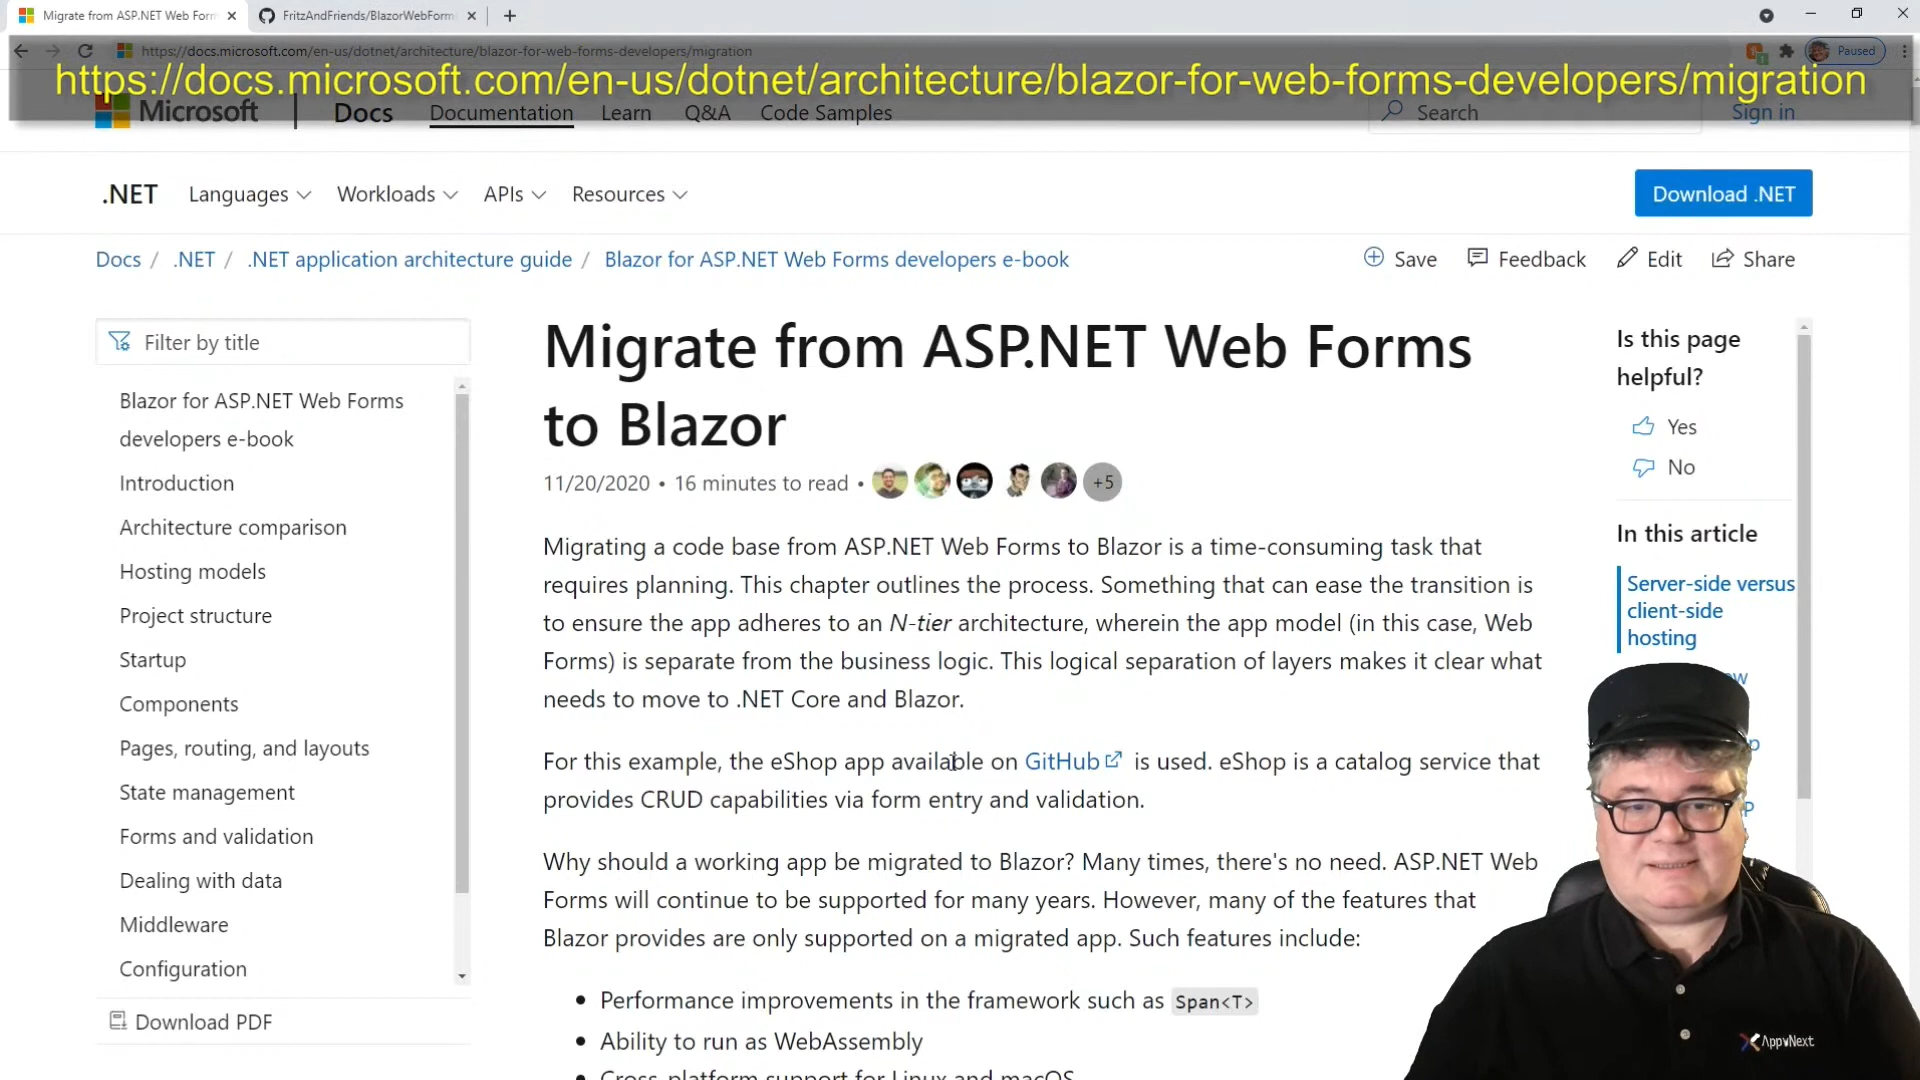 Migrate from ASP.NET Web Form
FritzAndFriends/BlazorWebForm
https://docs.microsoft.com/en-us/dotnet/architecture/blazor-for-web-forms-developers/migration
Paused
https://docs.microsoft.com/en-us/dotnet/architecture/blazor-for-web-forms-developers/migration
Microsoft Docs Documentation Learn Q&A Code Samples Search Sign in
.NET Languages Workloads APIs Resources Download .NET
Docs / .NET / .NET application architecture guide / Blazor for ASP.NET Web Forms developers e-book
Save Feedback Edit Share
Filter by title
Blazor for ASP.NET Web Forms
developers e-book
Introduction
Architecture comparison
Hosting models
Project structure
Startup
Components
Pages, routing, and layouts
State management
Forms and validation
Dealing with data
Middleware
Configuration
Download PDF
Migrate from ASP.NET Web Forms
to Blazor
11/20/2020 • 16 minutes to read • +5
Migrating a code base from ASP.NET Web Forms to Blazor is a time-consuming task that
requires planning. This chapter outlines the process. Something that can ease the transition is
to ensure the app adheres to an N-tier architecture, wherein the app model (in this case, Web
Forms) is separate from the business logic. This logical separation of layers makes it clear what
needs to move to .NET Core and Blazor.
For this example, the eShop app available on GitHub is used. eShop is a catalog service that
provides CRUD capabilities via form entry and validation.
Why should a working app be migrated to Blazor? Many times, there's no need. ASP.NET Web
Forms will continue to be supported for many years. However, many of the features that
Blazor provides are only supported on a migrated app. Such features include:
• Performance improvements in the framework such as Span<T>
• Ability to run as WebAssembly
• Cross-platform support for Linux and macOS
Is this page
helpful?
Yes
No
In this article
Server-side versus
client-side
hosting
AppvNext